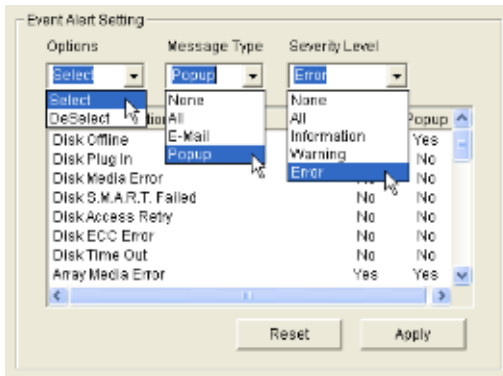 Event Alert Setting
Options Message Type Severity Level
Select Popup Error
Select None None
DeSelect All All
Popup
Disk Offline E-Mail Information Yes
Disk Plug In Popup Warning No
Disk Media Error Error No No
Disk S.M.A.R.T. Failed No No
Disk Access Retry No No
Disk ECC Error No No
Disk Time Out No No
Array Media Error Yes Yes
Reset Apply